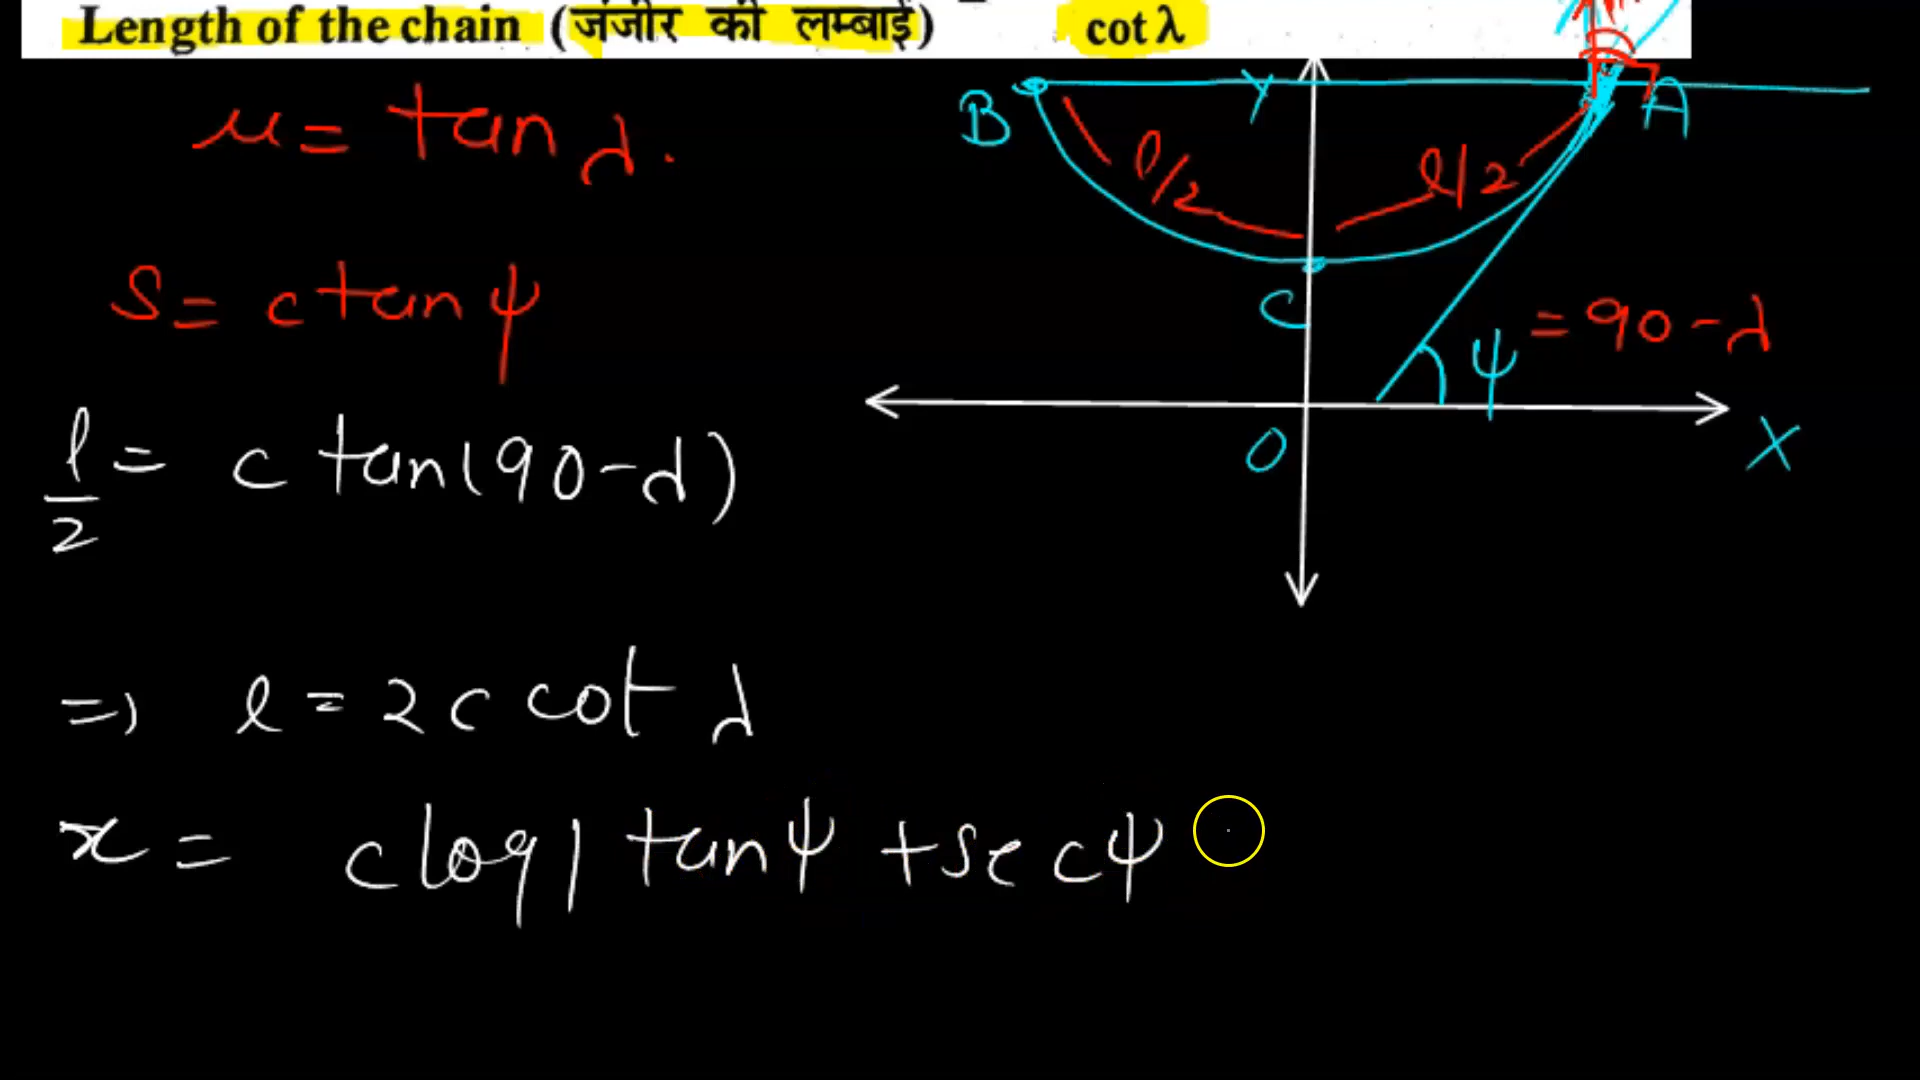 Length of the chain (जंजीर की लम्बाई) cot λ
μ = tan λ.
B Y A
l/2 l/2
S = c tan ψ
C ψ = 90 - λ
l/2 = c tan(90 - λ)
O X
=> l = 2c cot λ
x = c log | tan ψ + sec ψ